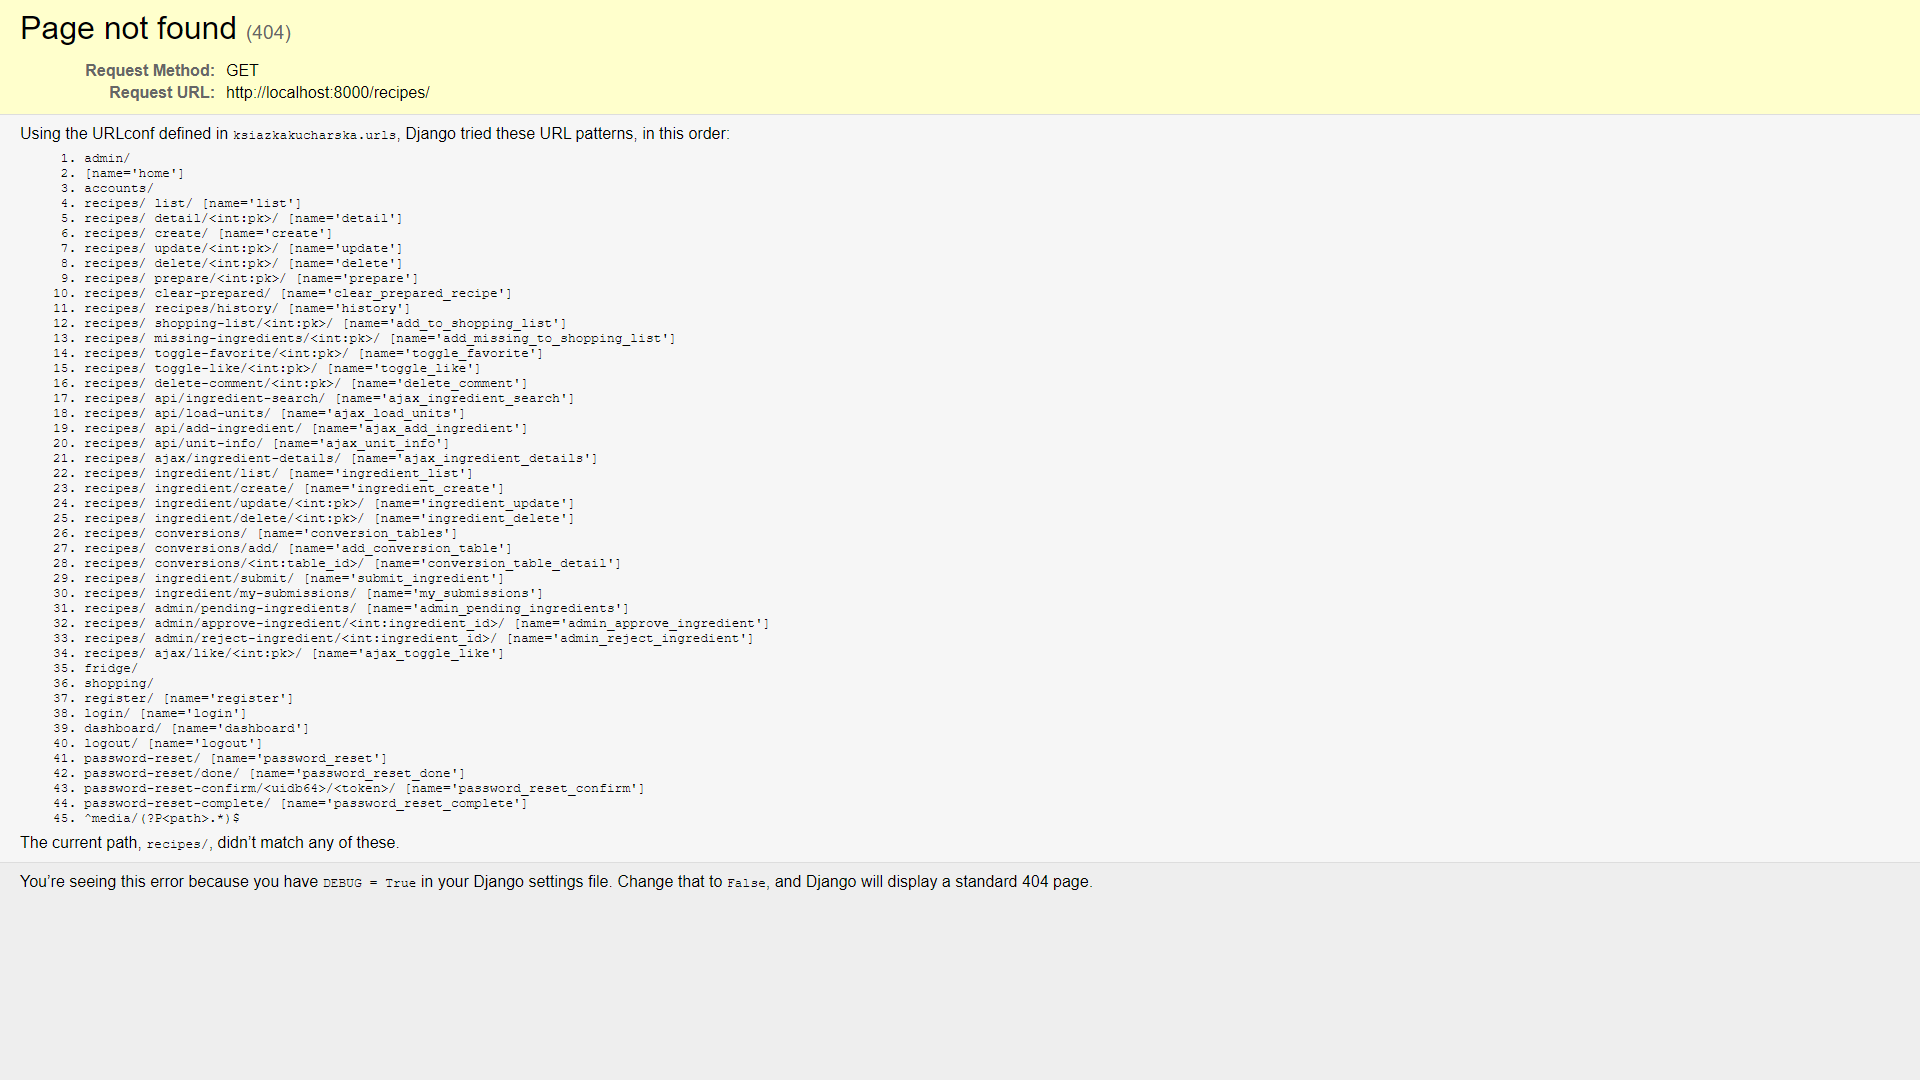 Page not found (404)
Request Method: GET
Request URL: http://localhost:8000/recipes/
Using the URLconf defined in ksiazkakucharska.urls, Django tried these URL patterns, in this order:
1. admin/
2. [name='home']
3. accounts/
4. recipes/ list/ [name='list']
5. recipes/ detail/<int:pk>/ [name='detail']
6. recipes/ create/ [name='create']
7. recipes/ update/<int:pk>/ [name='update']
8. recipes/ delete/<int:pk>/ [name='delete']
9. recipes/ prepare/<int:pk>/ [name='prepare']
10. recipes/ clear-prepared/ [name='clear_prepared_recipe']
11. recipes/ recipes/history/ [name='history']
12. recipes/ shopping-list/<int:pk>/ [name='add_to_shopping_list']
13. recipes/ missing-ingredients/<int:pk>/ [name='add_missing_to_shopping_list']
14. recipes/ toggle-favorite/<int:pk>/ [name='toggle_favorite']
15. recipes/ toggle-like/<int:pk>/ [name='toggle_like']
16. recipes/ delete-comment/<int:pk>/ [name='delete_comment']
17. recipes/ api/ingredient-search/ [name='ajax_ingredient_search']
18. recipes/ api/load-units/ [name='ajax_load_units']
19. recipes/ api/add-ingredient/ [name='ajax_add_ingredient']
20. recipes/ api/unit-info/ [name='ajax_unit_info']
21. recipes/ ajax/ingredient-details/ [name='ajax_ingredient_details']
22. recipes/ ingredient/list/ [name='ingredient_list']
23. recipes/ ingredient/create/ [name='ingredient_create']
24. recipes/ ingredient/update/<int:pk>/ [name='ingredient_update']
25. recipes/ ingredient/delete/<int:pk>/ [name='ingredient_delete']
26. recipes/ conversions/ [name='conversion_tables']
27. recipes/ conversions/add/ [name='add_conversion_table']
28. recipes/ conversions/<int:table_id>/ [name='conversion_table_detail']
29. recipes/ ingredient/submit/ [name='submit_ingredient']
30. recipes/ ingredient/my-submissions/ [name='my_submissions']
31. recipes/ admin/pending-ingredients/ [name='admin_pending_ingredients']
32. recipes/ admin/approve-ingredient/<int:ingredient_id>/ [name='admin_approve_ingredient']
33. recipes/ admin/reject-ingredient/<int:ingredient_id>/ [name='admin_reject_ingredient']
34. recipes/ ajax/like/<int:pk>/ [name='ajax_toggle_like']
35. fridge/
36. shopping/
37. register/ [name='register']
38. login/ [name='login']
39. dashboard/ [name='dashboard']
40. logout/ [name='logout']
41. password-reset/ [name='password_reset']
42. password-reset/done/ [name='password_reset_done']
43. password-reset-confirm/<uidb64>/<token>/ [name='password_reset_confirm']
44. password-reset-complete/ [name='password_reset_complete']
45. ^media/(?P<path>.*)$
The current path, recipes/, didn’t match any of these.
You’re seeing this error because you have DEBUG = True in your Django settings file. Change that to False, and Django will display a standard 404 page.